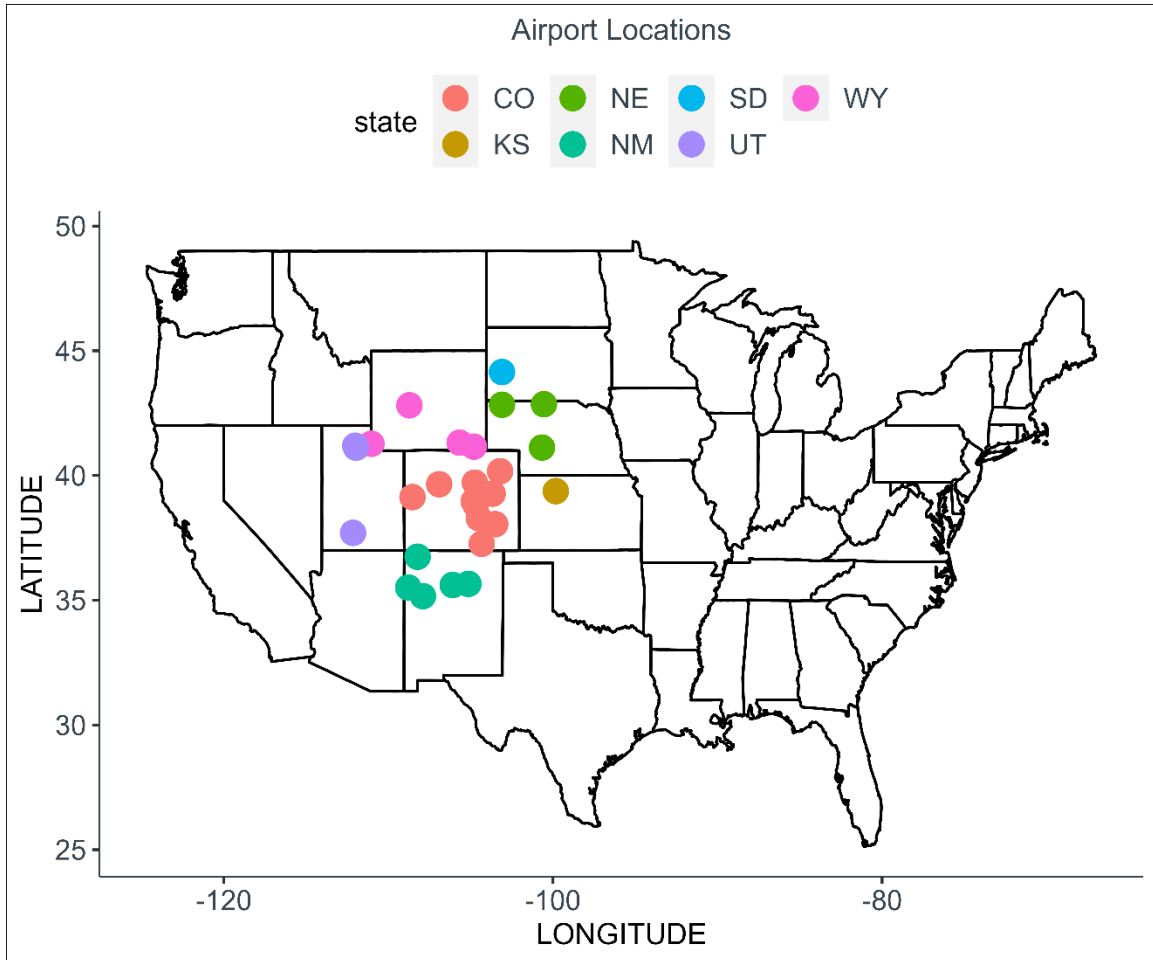 Airport Locations
state
CO NE SD WY
KS NM UT
50
45
40
35
30
25
LATITUDE
-120 -100 -80
LONGITUDE